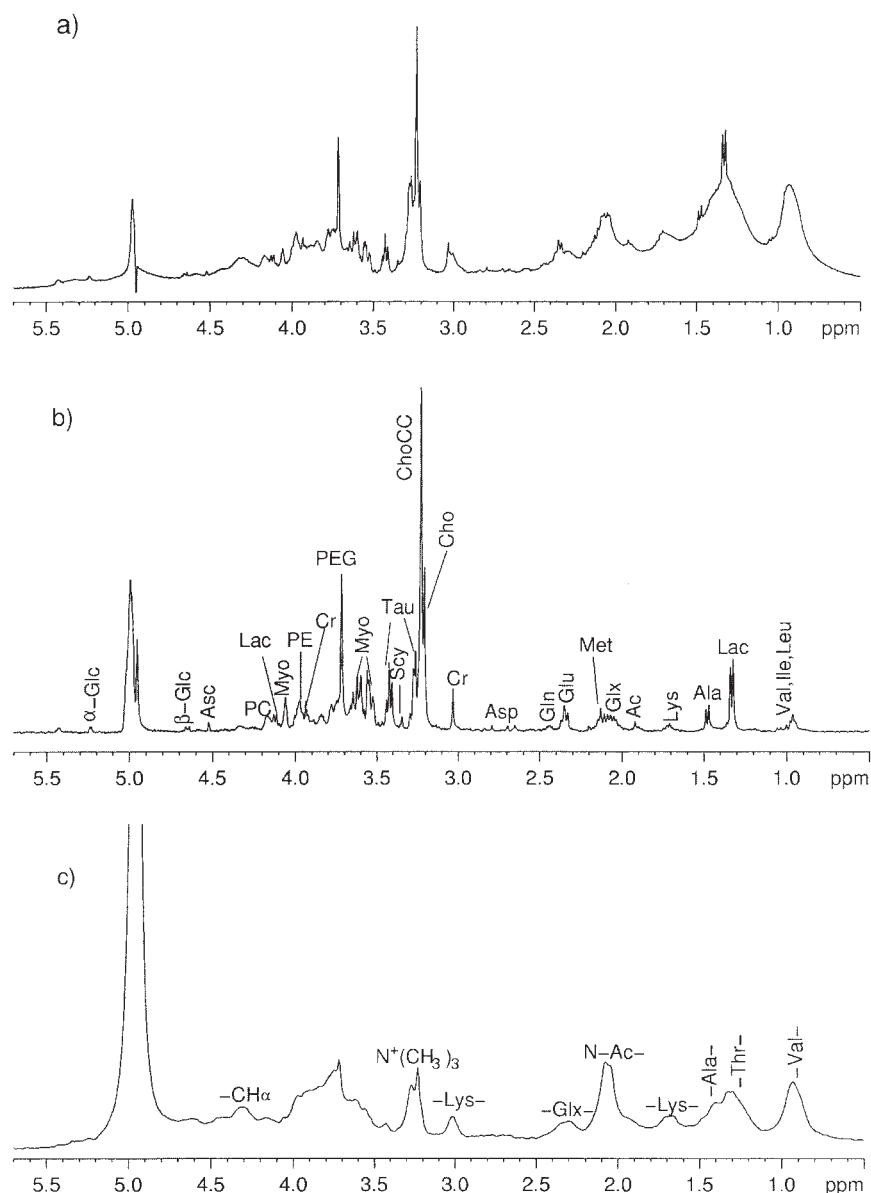 a)
5.5 5.0 4.5 4.0 3.5 3.0 2.5 2.0 1.5 1.0 ppm
b)
ChoCC
Cho
PEG
Cr
Tau
Lac
PE
Myo
Scy
Met
Lac
α-Glc
β-Glc
Asc
PC
Myo
Cr
Asp
Gln
Glu
Glx
Ac
Lys
Ala
Val,Ile,Leu
5.5 5.0 4.5 4.0 3.5 3.0 2.5 2.0 1.5 1.0 ppm
c)
N⁺(CH₃)₃
N-Ac-
-CHα
-Lys-
-Glx-
-Lys-
-Ala-
-Thr-
-Val-
5.5 5.0 4.5 4.0 3.5 3.0 2.5 2.0 1.5 1.0 ppm